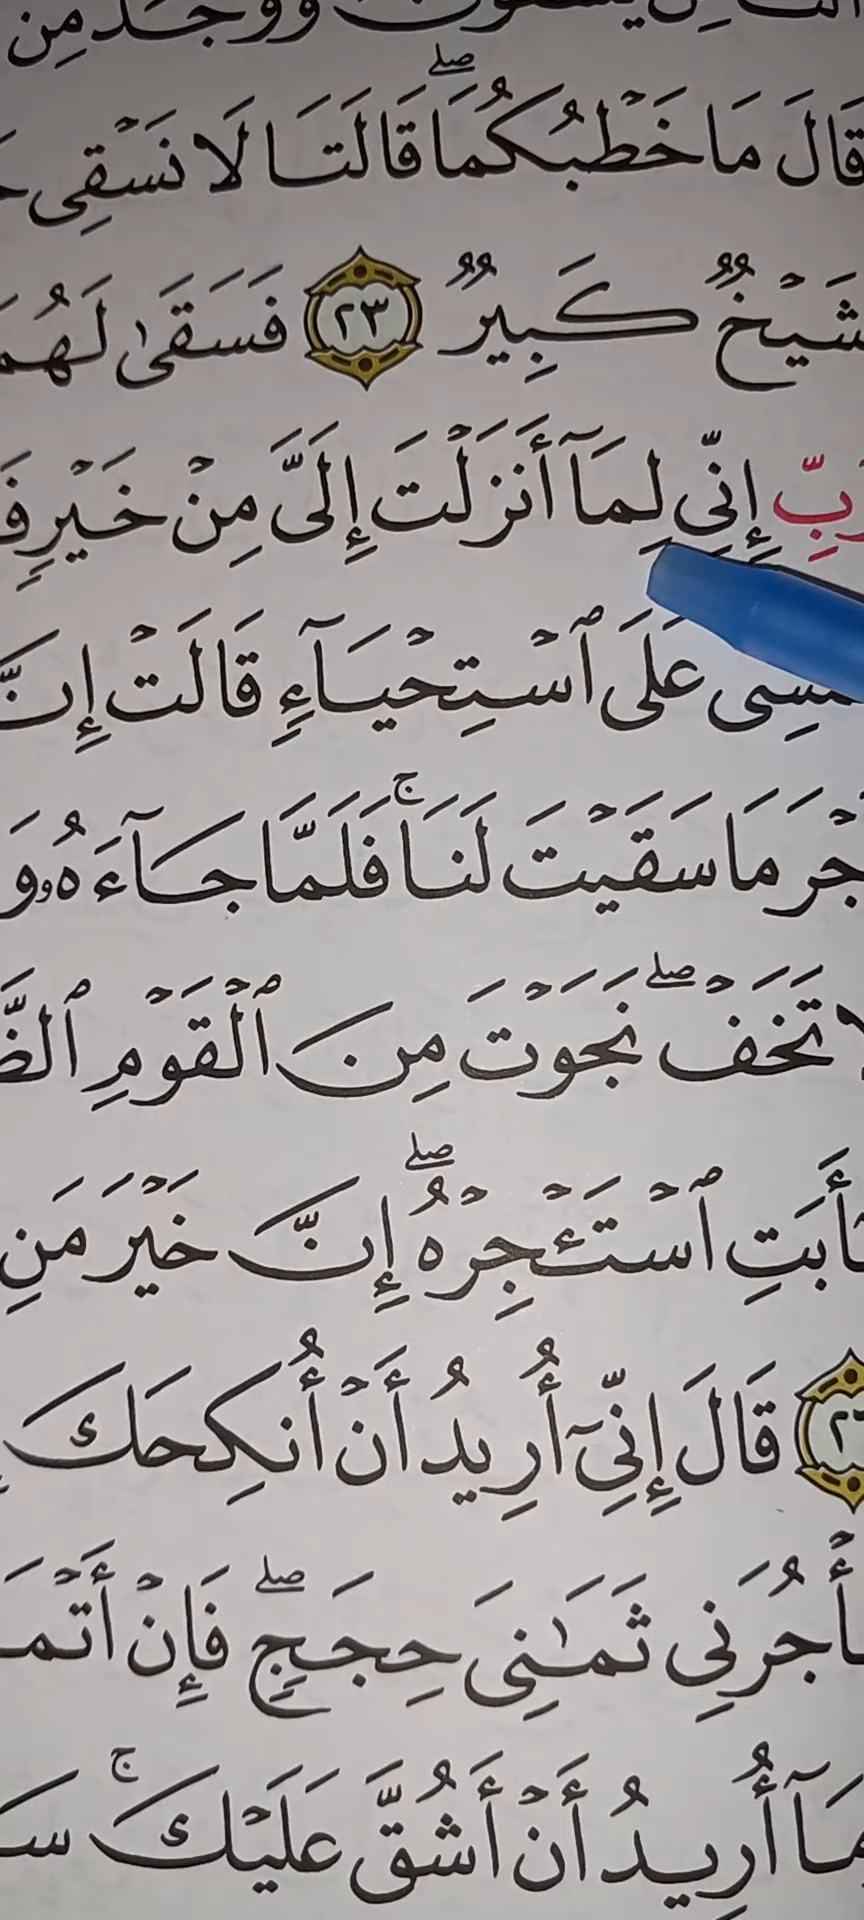 قَالَ مَا خَطْبُكُمَا ۖ قَالَتَا لَا نَسْقِى
شَيْخٌ كَبِيرٌ ٢٣ فَسَقَىٰ
رَبِّ إِنِّى لِمَآ أَنزَلْتَ إِلَىَّ مِنْ خَيْرٍ
عَلَى ٱسْتِحْيَآءٍ قَالَتْ إِنَّ
مَا سَقَيْتَ لَنَا ۚ فَلَمَّا جَآءَهُۥ وَ
تَخَفْ ۖ نَجَوْتَ مِنَ ٱلْقَوْمِ
ٱسْتَـْٔجِرْهُ ۖ إِنَّ خَيْرَ مَنِ
قَالَ إِنِّىٓ أُرِيدُ أَنْ أُنكِحَكَ
ثَمَـٰنِىَ حِجَجٍ ۖ فَإِنْ
أُرِيدُ أَنْ أَشُقَّ عَلَيْكَ ۚ